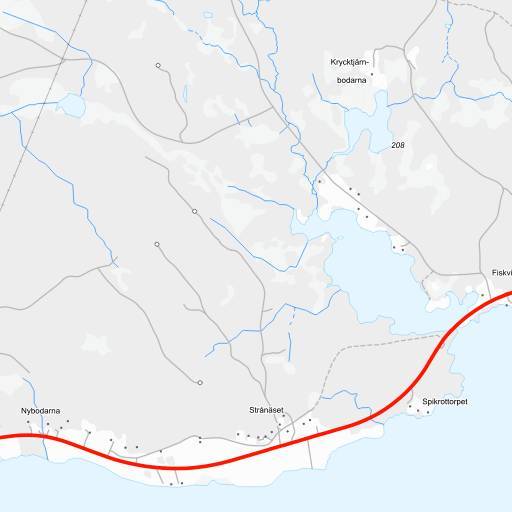 Krycktjärn-
bodarna
208
Fiskvi
Spikrottorpet
Stränäset
Nybodarna